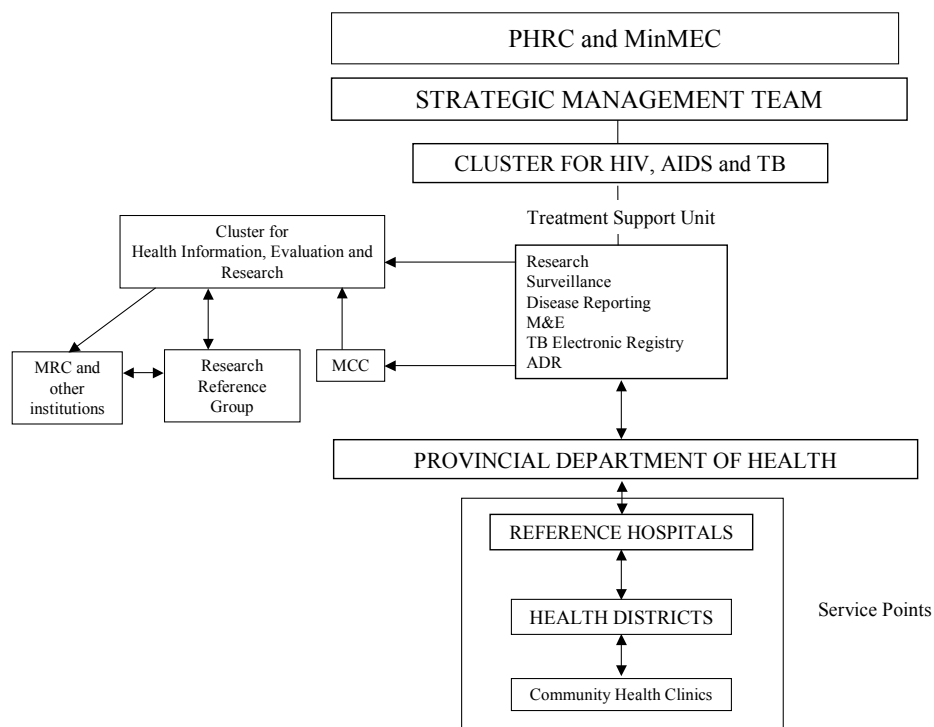 PHRC and MinMEC
STRATEGIC MANAGEMENT TEAM
CLUSTER FOR HIV, AIDS and TB
Treatment Support Unit
Cluster for
Health Information, Evaluation and
Research
Research
Surveillance
Disease Reporting
M&E
TB Electronic Registry
ADR
MRC and
other
institutions
Research
Reference
Group
MCC
PROVINCIAL DEPARTMENT OF HEALTH
REFERENCE HOSPITALS
HEALTH DISTRICTS
Service Points
Community Health Clinics